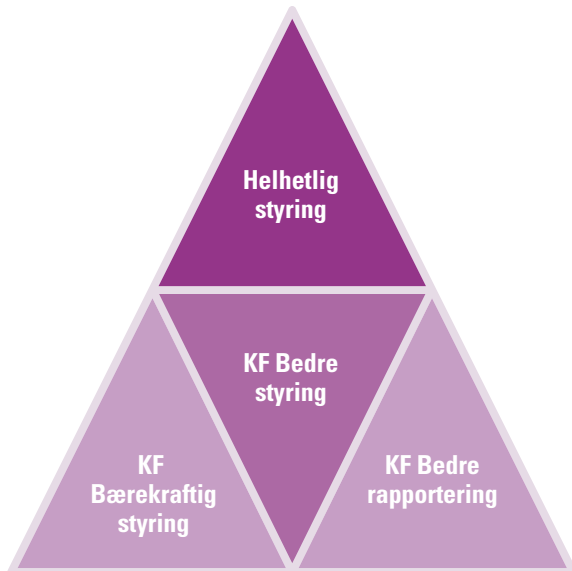 Helhetlig
styring
KF Bedre
styring
KF
Bærekraftig
styring
KF Bedre
rapportering